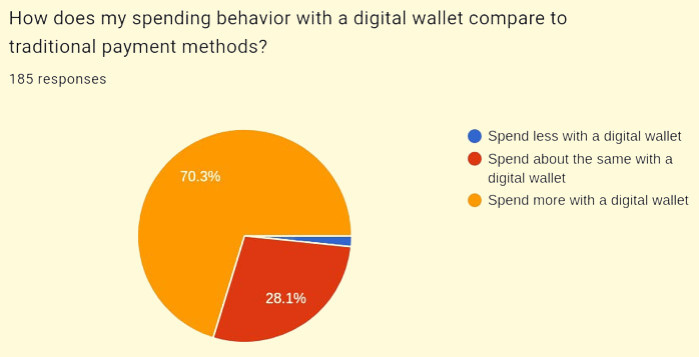 How does my spending behavior with a digital wallet compare to
traditional payment methods?
185 responses
70.3%
28.1%
Spend less with a digital wallet
Spend about the same with a
digital wallet
Spend more with a digital wallet